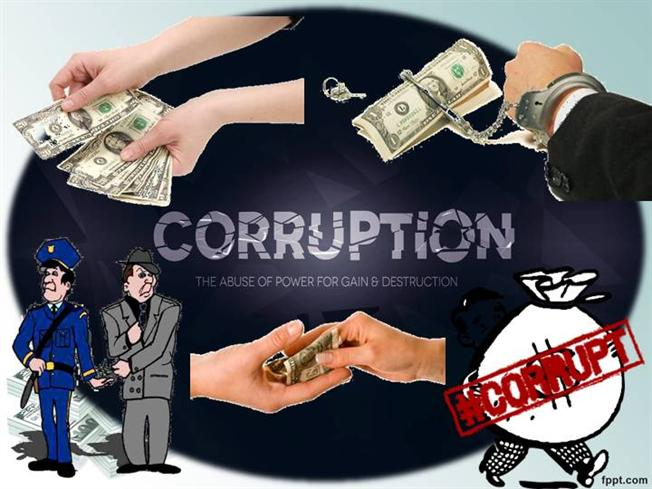 CORRUPTION
THE ABUSE OF POWER FOR GAIN & DESTRUCTION
#CORRUPT
fppt.com